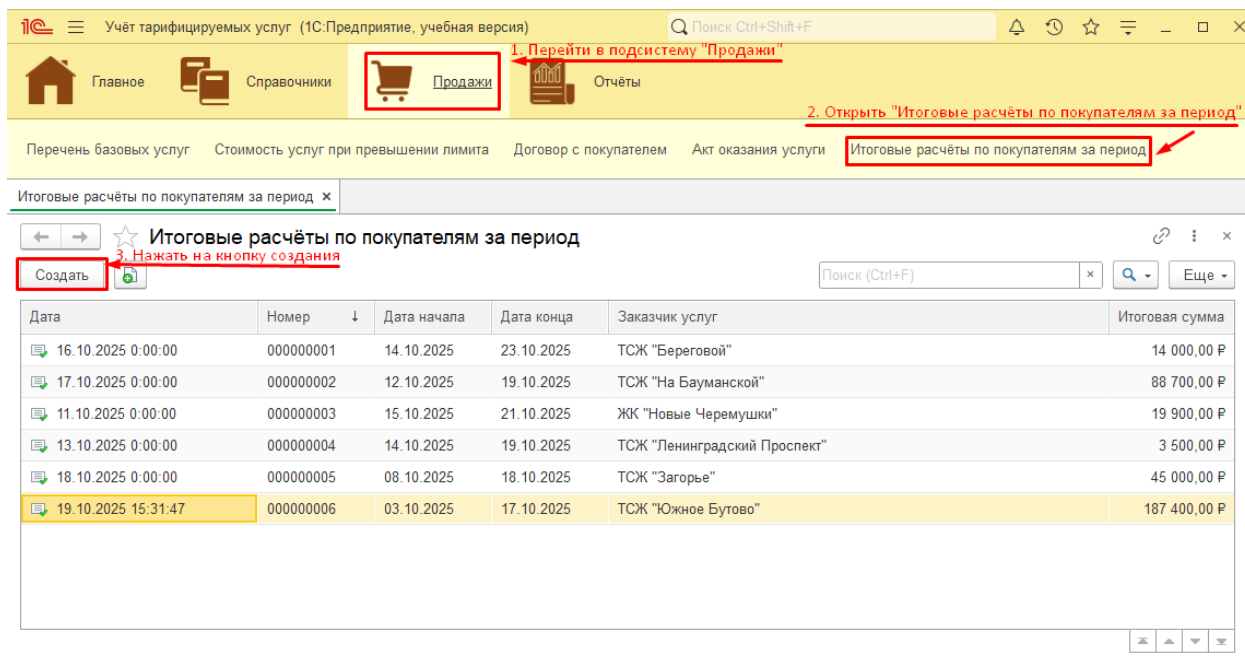 1С Учёт тарифицируемых услуг (1С:Предприятие, учебная версия) Поиск Ctrl+Shift+F
1. Перейти в подсистему "Продажи"
Главное Справочники Продажи Отчёты
2. Открыть "Итоговые расчёты по покупателям за период"
Перечень базовых услуг Стоимость услуг при превышении лимита Договор с покупателем Акт оказания услуги Итоговые расчёты по покупателям за период
Итоговые расчёты по покупателям за период ×
Итоговые расчёты по покупателям за период
3. Нажать на кнопку создания
Создать Поиск (Ctrl+F) × Еще
Дата Номер ↓ Дата начала Дата конца Заказчик услуг Итоговая сумма
16.10.2025 0:00:00 000000001 14.10.2025 23.10.2025 ТСЖ "Береговой" 14 000,00 ₽
17.10.2025 0:00:00 000000002 12.10.2025 19.10.2025 ТСЖ "На Бауманской" 88 700,00 ₽
11.10.2025 0:00:00 000000003 15.10.2025 21.10.2025 ЖК "Новые Черемушки" 19 900,00 ₽
13.10.2025 0:00:00 000000004 14.10.2025 19.10.2025 ТСЖ "Ленинградский Проспект" 3 500,00 ₽
18.10.2025 0:00:00 000000005 08.10.2025 18.10.2025 ТСЖ "Загорье" 45 000,00 ₽
19.10.2025 15:31:47 000000006 03.10.2025 17.10.2025 ТСЖ "Южное Бутово" 187 400,00 ₽